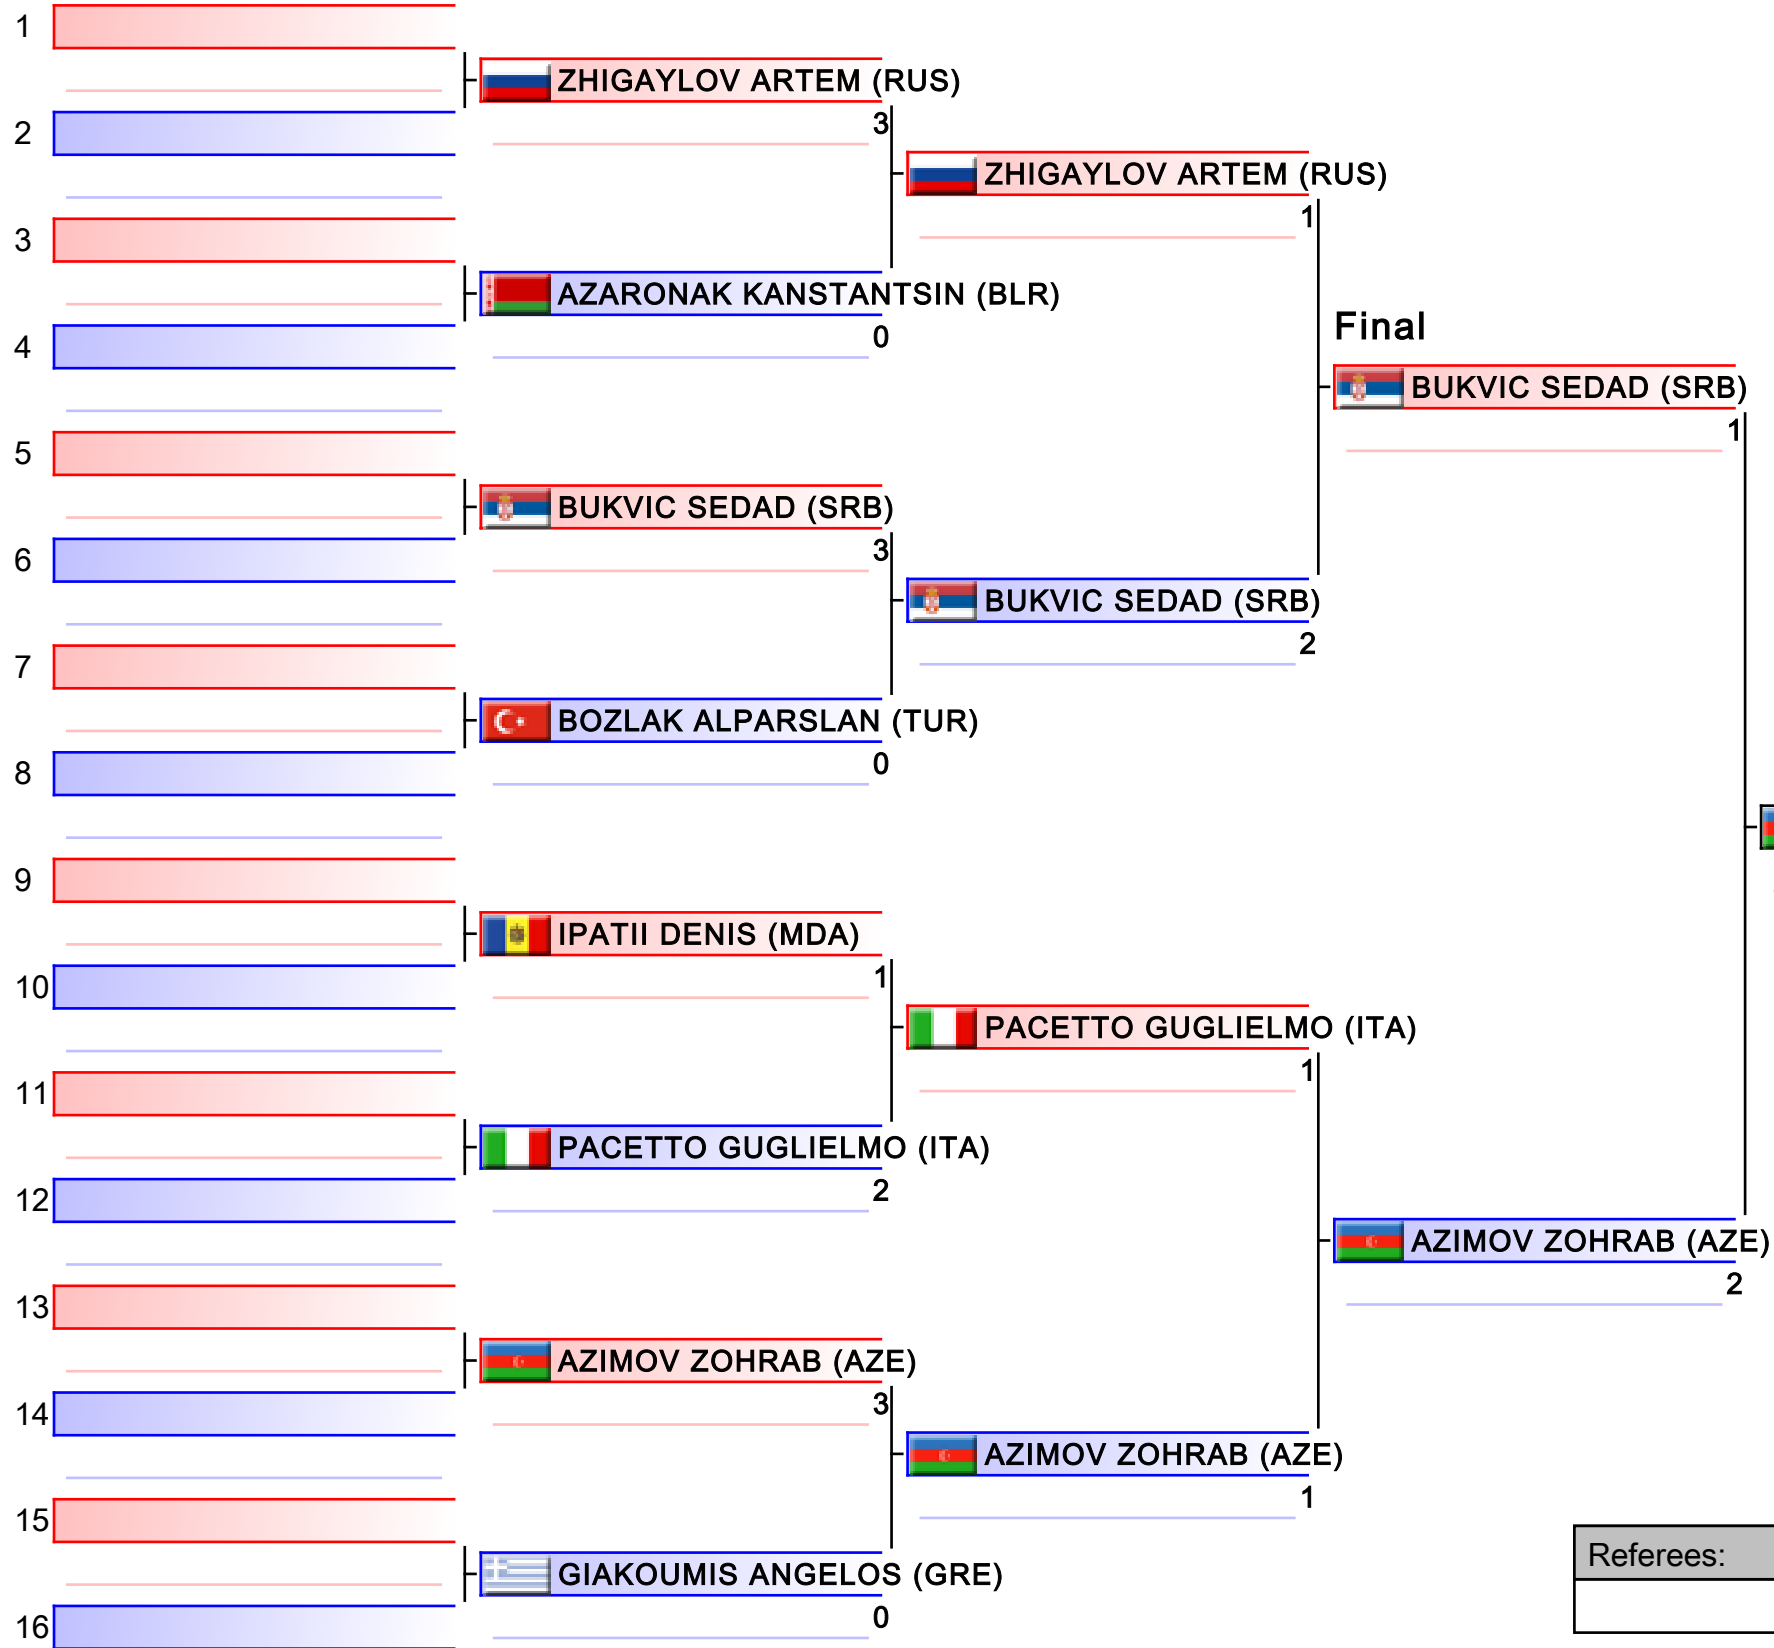 1
ZHIGAYLOV ARTEM (RUS)
3
2
ZHIGAYLOV ARTEM (RUS)
1
3
AZARONAK KANSTANTSIN (BLR)
0
4
Final
BUKVIC SEDAD (SRB)
1
5
BUKVIC SEDAD (SRB)
3
6
BUKVIC SEDAD (SRB)
2
7
BOZLAK ALPARSLAN (TUR)
0
8
9
IPATII DENIS (MDA)
1
10
PACETTO GUGLIELMO (ITA)
1
11
PACETTO GUGLIELMO (ITA)
2
12
AZIMOV ZOHRAB (AZE)
2
13
AZIMOV ZOHRAB (AZE)
3
14
AZIMOV ZOHRAB (AZE)
1
15
GIAKOUMIS ANGELOS (GRE)
0
16
Referees: